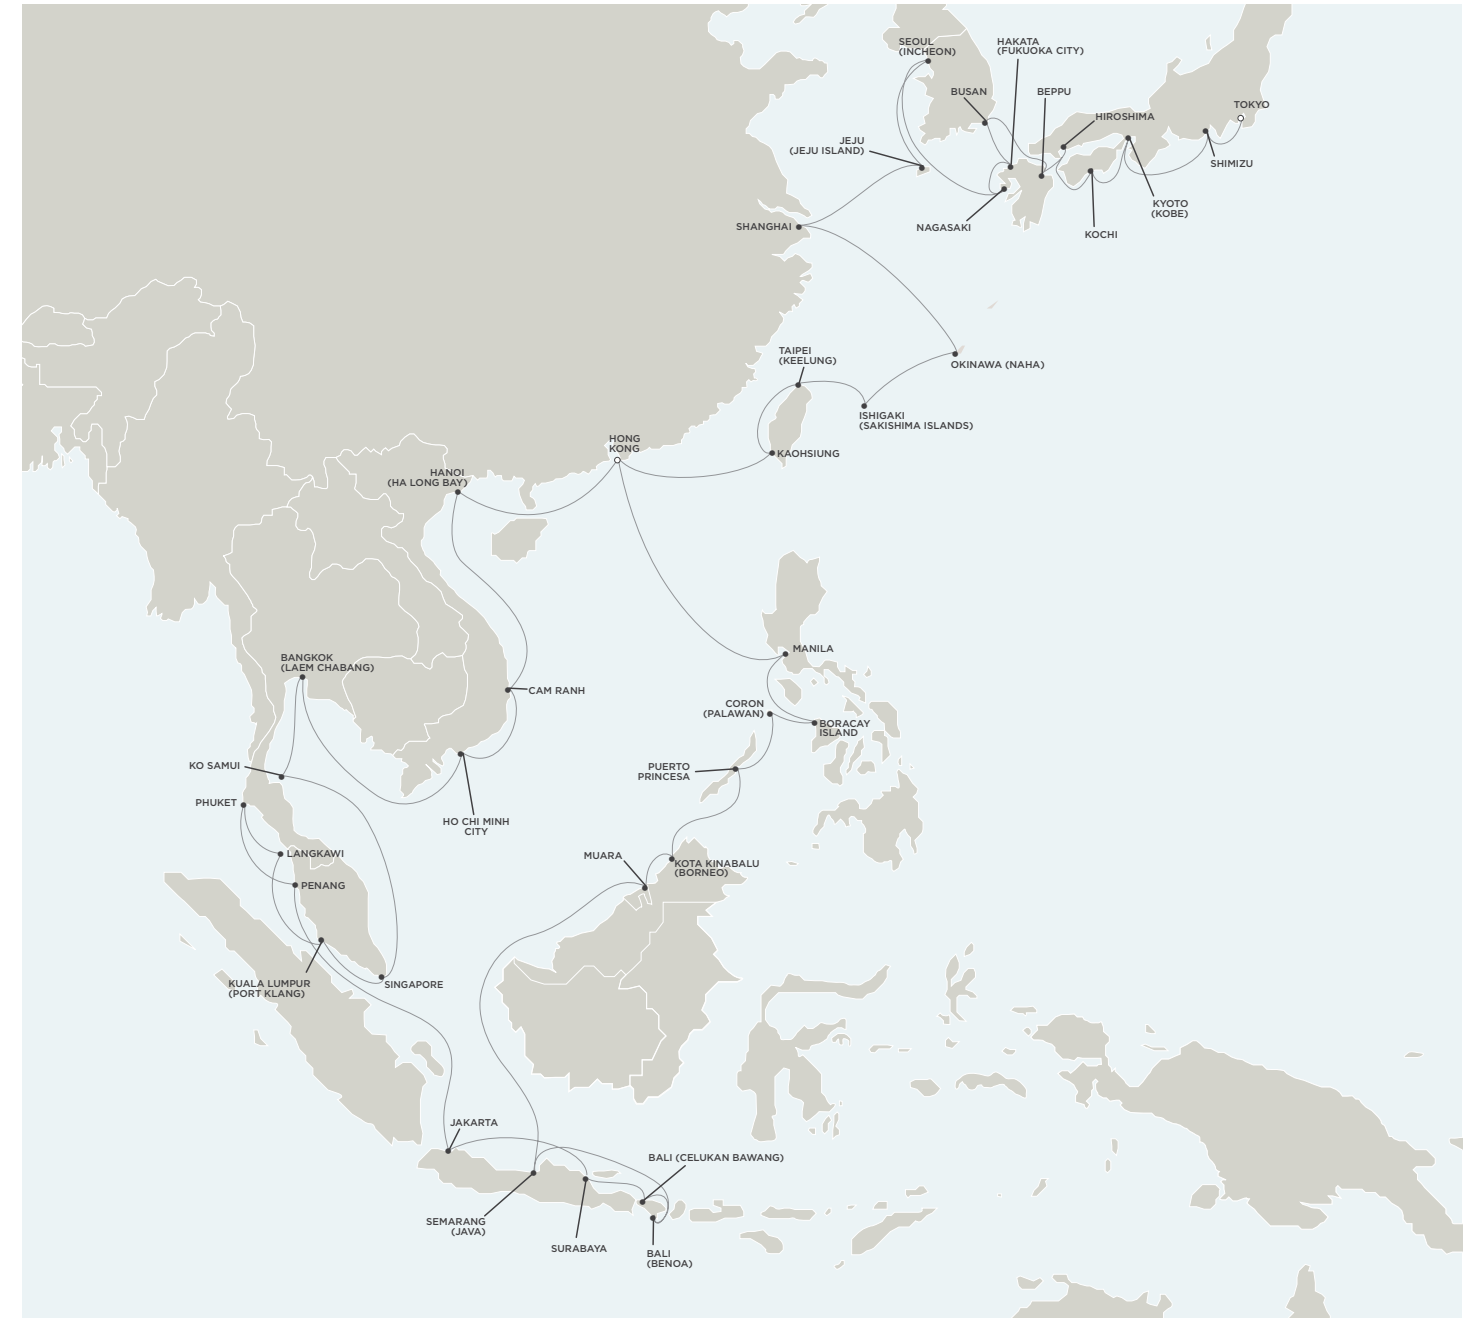 SEOUL
(INCHEON)
HAKATA
(FUKUOKA CITY)
BUSAN
BEPPU
TOKYO
HIROSHIMA
JEJU
(JEJU ISLAND)
SHIMIZU
KYOTO
(KOBE)
NAGASAKI
KOCHI
SHANGHAI
TAIPEI
(KEELUNG)
OKINAWA (NAHA)
ISHIGAKI
(SAKISHIMA ISLANDS)
HONG
KONG
KAOHSIUNG
HANOI
(HA LONG BAY)
MANILA
BANGKOK
(LAEM CHABANG)
CAM RANH
CORON
(PALAWAN)
BORACAY
ISLAND
KO SAMUI
PUERTO
PRINCESA
PHUKET
HO CHI MINH
CITY
LANGKAWI
MUARA
KOTA KINABALU
(BORNEO)
PENANG
KUALA LUMPUR
(PORT KLANG)
SINGAPORE
JAKARTA
BALI (CELUKAN BAWANG)
SEMARANG
(JAVA)
SURABAYA
BALI
(BENOA)